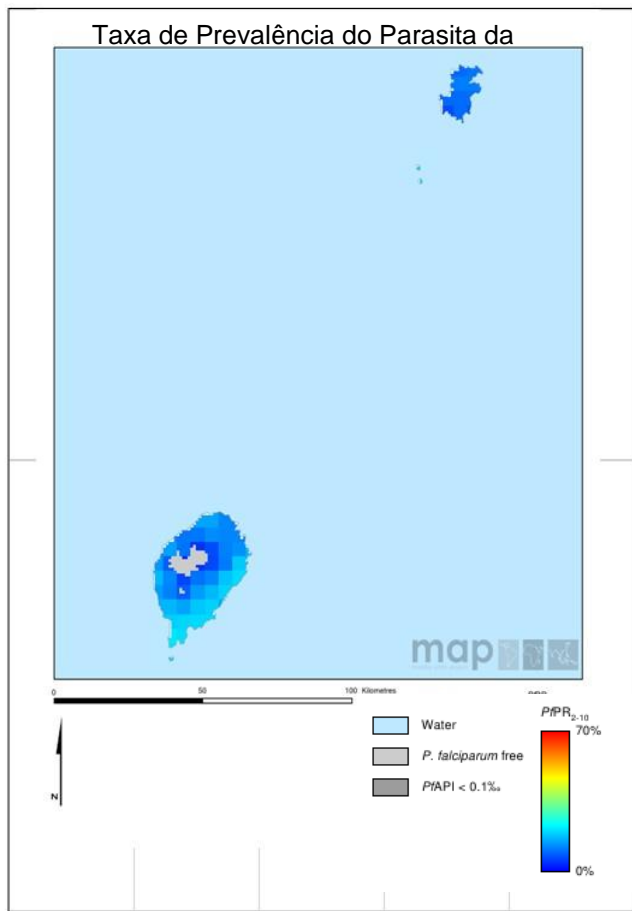 Taxa de Prevalência do Parasita da
map
0 50 100 Kilometres
Water
P. falciparum free
PfAPI < 0.1‰
PfPR2-10
70%
0%
N